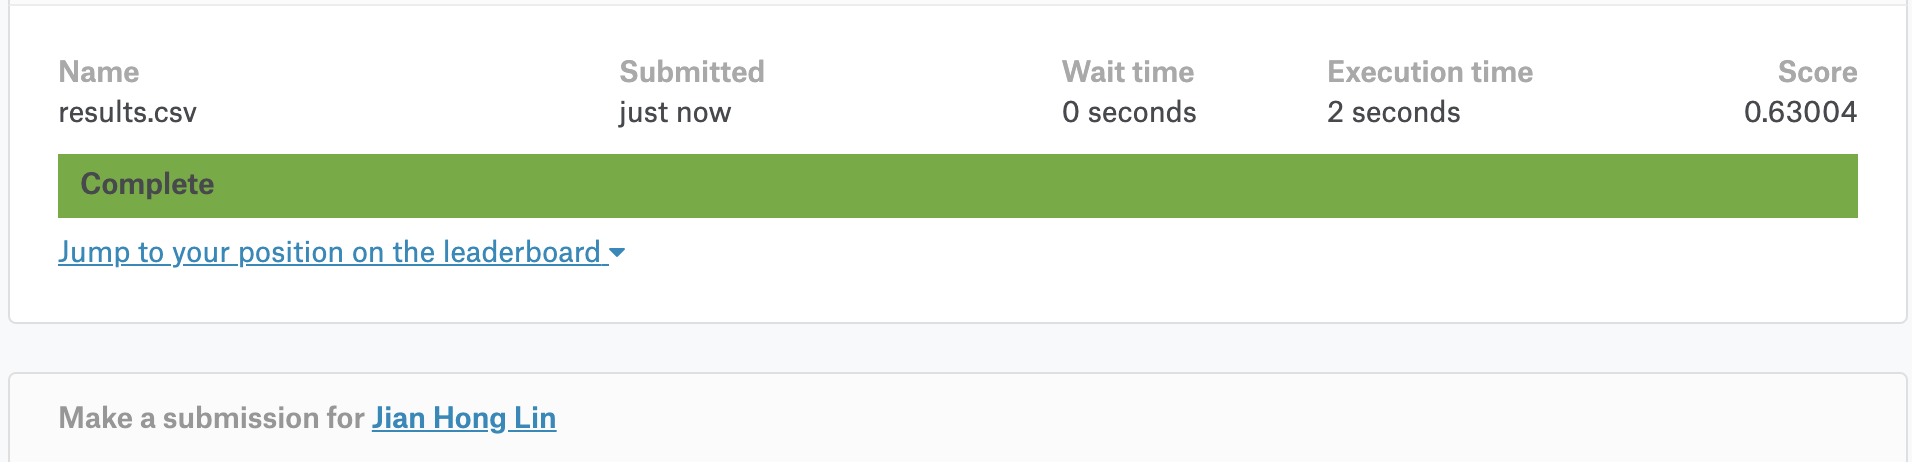 Name Submitted Wait time Execution time Score
results.csv just now 0 seconds 2 seconds 0.63004
Complete
Jump to your position on the leaderboard
Make a submission for Jian Hong Lin